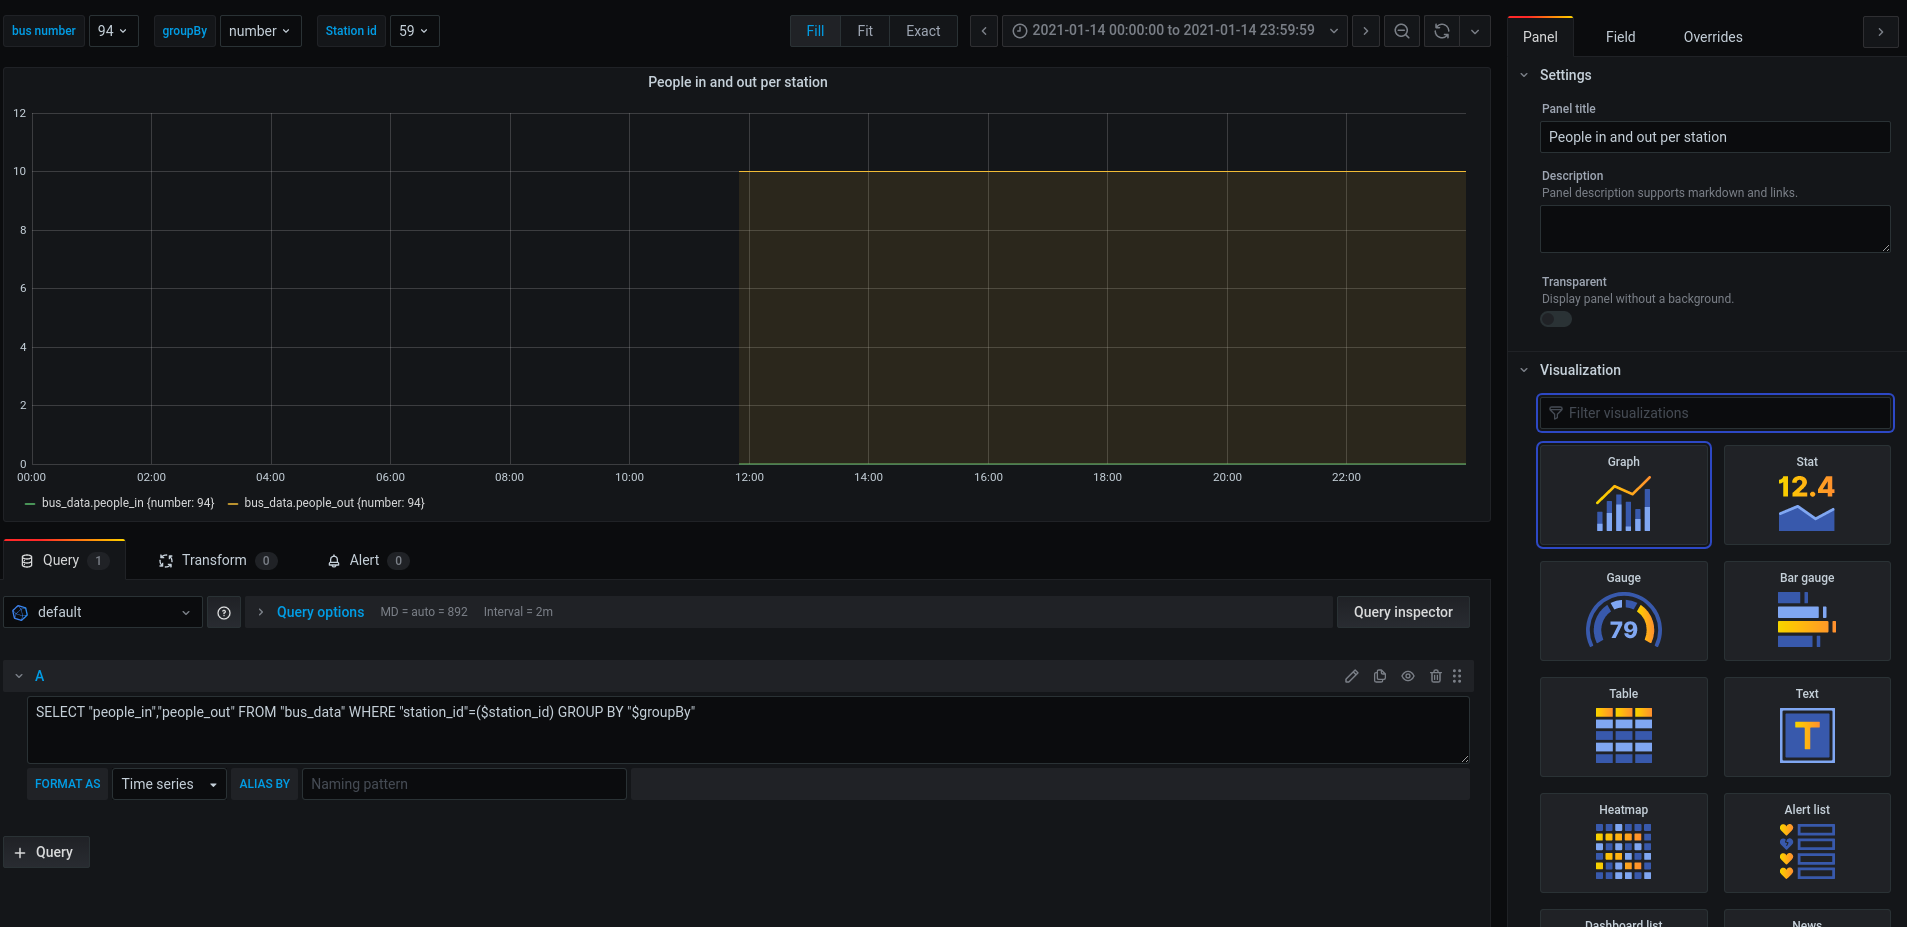 bus number 94 groupBy number Station id 59 Fill Fit Exact 2021-01-14 00:00:00 to 2021-01-14 23:59:59
People in and out per station
12
10
8
6
4
2
0
00:00 02:00 04:00 06:00 08:00 10:00 12:00 14:00 16:00 18:00 20:00 22:00
bus_data.people_in {number: 94} bus_data.people_out {number: 94}
Query 1 Transform 0 Alert 0
default Query options MD = auto = 892 Interval = 2m Query inspector
A
SELECT "people_in","people_out" FROM "bus_data" WHERE "station_id"=($station_id) GROUP BY "$groupBy"
FORMAT AS Time series ALIAS BY Naming pattern
+ Query
Panel Field Overrides
Settings
Panel title
People in and out per station
Description
Panel description supports markdown and links.
Transparent
Display panel without a background.
Visualization
Filter visualizations
Graph Stat
12.4
Gauge Bar gauge
79
Table Text
T
Heatmap Alert list
Dashboard list News